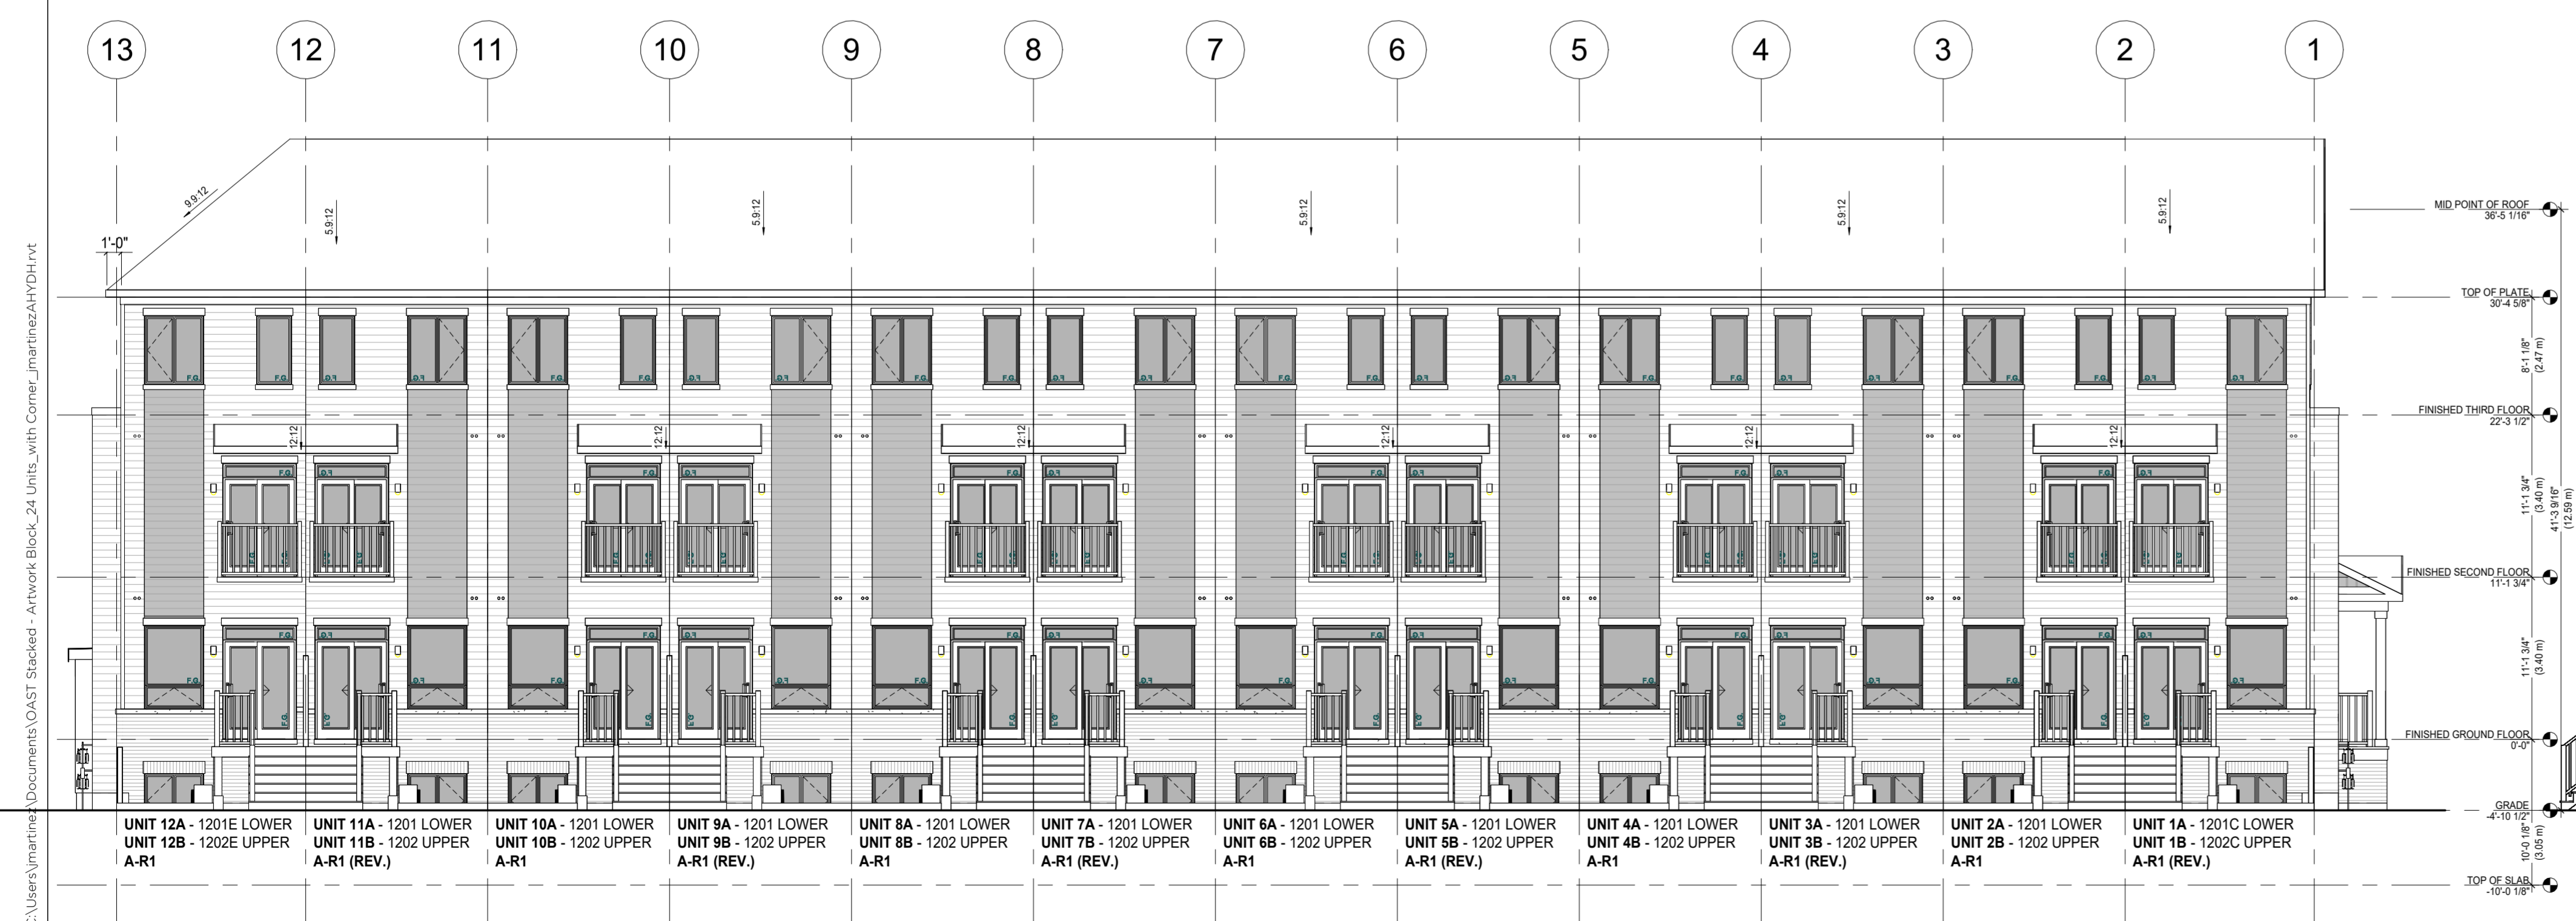 13 12 11 10 9 8 7 6 5 4 3 2 1
C:\Users\jmartinez\Documents\OAST Stacked - Artwork Block_24 Units_with Corner_jmartinezAHYDH.rvt
9.9:12
5.9:12 5.9:12 5.9:12 5.9:12 5.9:12
1'-0"
MID POINT OF ROOF
36'-5 1/16"
TOP OF PLATE
30'-4 5/8"
8'-1 1/8"
(2.47 m)
FINISHED THIRD FLOOR
22'-3 1/2"
11'-1 3/4"
(3.40 m)
41'-3 9/16"
(12.59 m)
FINISHED SECOND FLOOR
11'-1 3/4"
11'-1 3/4"
(3.40 m)
FINISHED GROUND FLOOR
0'-0"
GRADE
-4'-10 1/2"
10'-0 1/8"
(3.05 m)
TOP OF SLAB
-10'-0 1/8"
F.G. F.G. F.G. F.G. F.G. F.G. F.G. F.G. F.G. F.G. F.G. F.G.
12:12 12:12 12:12 12:12 12:12 12:12
F.G. F.G. F.G. F.G. F.G. F.G.
F.G. F.G. F.G. F.G. F.G. F.G.
UNIT 12A - 1201E LOWER
UNIT 12B - 1202E UPPER
A-R1
UNIT 11A - 1201 LOWER
UNIT 11B - 1202 UPPER
A-R1 (REV.)
UNIT 10A - 1201 LOWER
UNIT 10B - 1202 UPPER
A-R1
UNIT 9A - 1201 LOWER
UNIT 9B - 1202 UPPER
A-R1 (REV.)
UNIT 8A - 1201 LOWER
UNIT 8B - 1202 UPPER
A-R1
UNIT 7A - 1201 LOWER
UNIT 7B - 1202 UPPER
A-R1 (REV.)
UNIT 6A - 1201 LOWER
UNIT 6B - 1202 UPPER
A-R1
UNIT 5A - 1201 LOWER
UNIT 5B - 1202 UPPER
A-R1 (REV.)
UNIT 4A - 1201 LOWER
UNIT 4B - 1202 UPPER
A-R1
UNIT 3A - 1201 LOWER
UNIT 3B - 1202 UPPER
A-R1 (REV.)
UNIT 2A - 1201 LOWER
UNIT 2B - 1202 UPPER
A-R1
UNIT 1A - 1201C LOWER
UNIT 1B - 1202C UPPER
A-R1 (REV.)